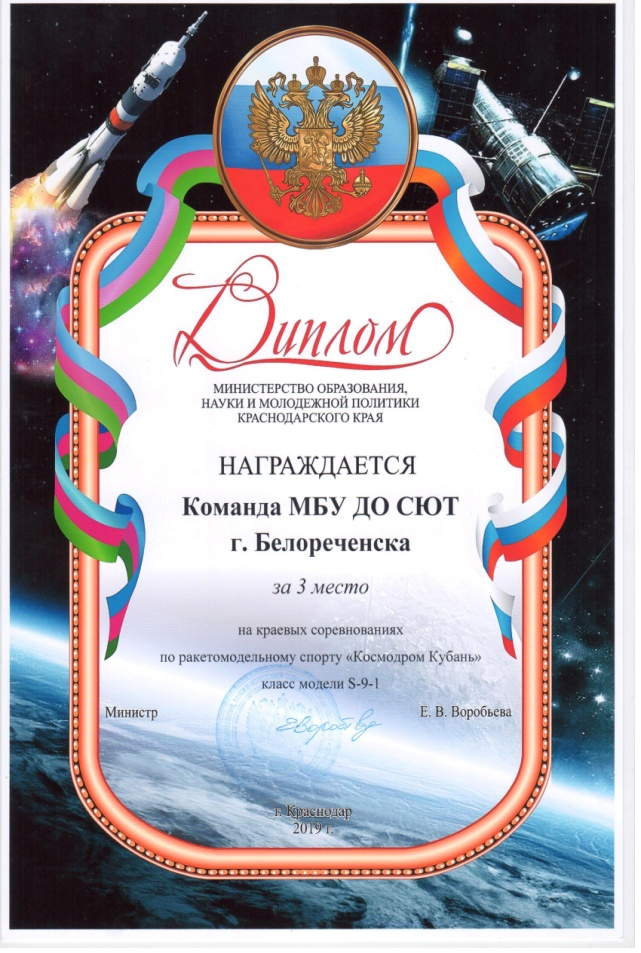 Диплом
МИНИСТЕРСТВО ОБРАЗОВАНИЯ,
НАУКИ И МОЛОДЕЖНОЙ ПОЛИТИКИ
КРАСНОДАРСКОГО КРАЯ
НАГРАЖДАЕТСЯ
Команда МБУ ДО СЮТ
г. Белореченска
за 3 место
на краевых соревнованиях
по ракетомодельному спорту «Космодром Кубань»
класс модели S-9-1
Министр Е. В. Воробьева
г. Краснодар
2019 г.